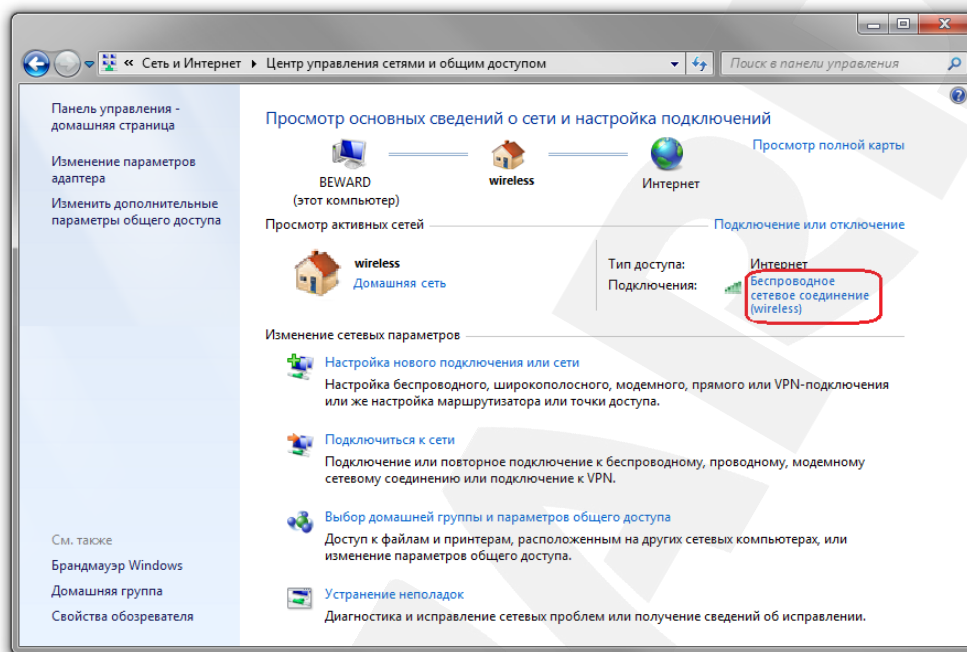 « Сеть и Интернет ▸ Центр управления сетями и общим доступом
Поиск в панели управления
Панель управления -
домашняя страница
Изменение параметров
адаптера
Изменить дополнительные
параметры общего доступа
См. также
Брандмауэр Windows
Домашняя группа
Свойства обозревателя
Просмотр основных сведений о сети и настройка подключений
Просмотр полной карты
BEWARD
(этот компьютер)
wireless
Интернет
Просмотр активных сетей
Подключение или отключение
wireless
Домашняя сеть
Тип доступа: Интернет
Подключения: Беспроводное
сетевое соединение
(wireless)
Изменение сетевых параметров
Настройка нового подключения или сети
Настройка беспроводного, широкополосного, модемного, прямого или VPN-подключения
или же настройка маршрутизатора или точки доступа.
Подключиться к сети
Подключение или повторное подключение к беспроводному, проводному, модемному
сетевому соединению или подключение к VPN.
Выбор домашней группы и параметров общего доступа
Доступ к файлам и принтерам, расположенным на других сетевых компьютерах, или
изменение параметров общего доступа.
Устранение неполадок
Диагностика и исправление сетевых проблем или получение сведений об исправлении.